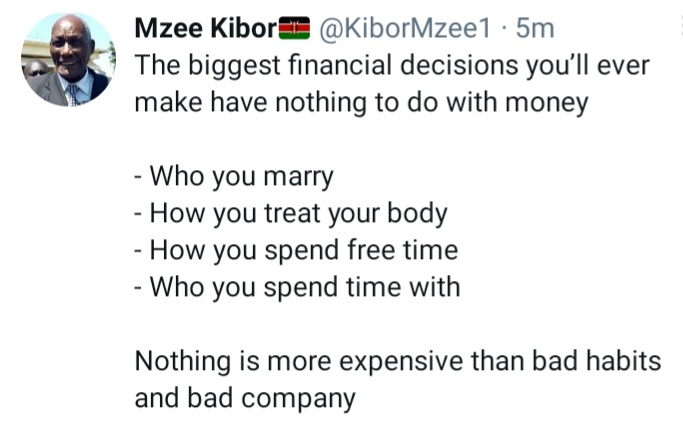 Mzee Kibor🇰🇪 @KiborMzee1 · 5m
The biggest financial decisions you’ll ever
make have nothing to do with money
- Who you marry
- How you treat your body
- How you spend free time
- Who you spend time with
Nothing is more expensive than bad habits
and bad company